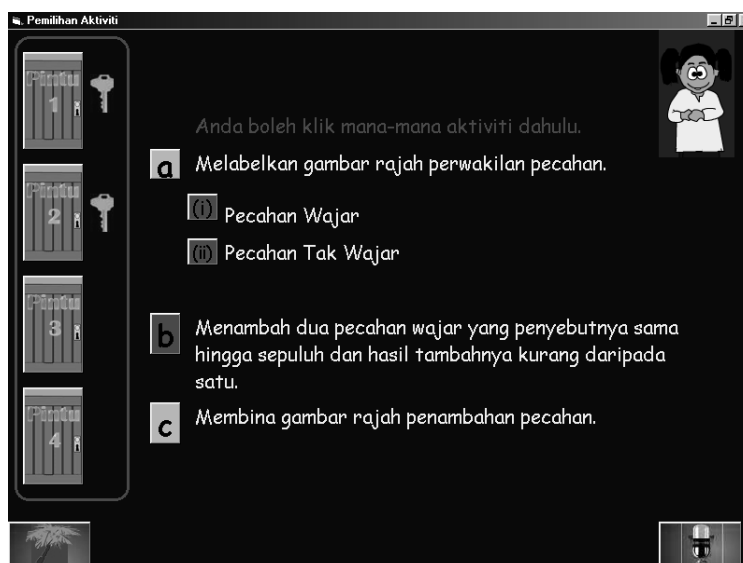 Pemilihan Aktiviti
Pintu
1
Pintu
2
Pintu
3
Pintu
4
Anda boleh klik mana-mana aktiviti dahulu.
a Melabelkan gambar rajah perwakilan pecahan.
(i) Pecahan Wajar
(ii) Pecahan Tak Wajar
b Menambah dua pecahan wajar yang penyebutnya sama
hingga sepuluh dan hasil tambahnya kurang daripada
satu.
c Membina gambar rajah penambahan pecahan.